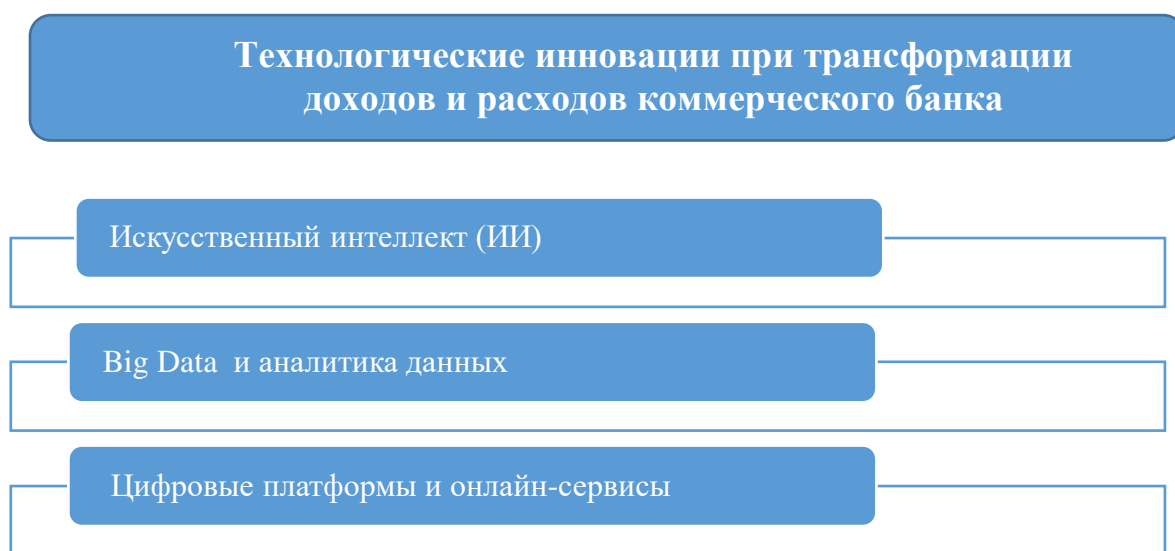 Технологические инновации при трансформации
доходов и расходов коммерческого банка
Искусственный интеллект (ИИ)
Big Data и аналитика данных
Цифровые платформы и онлайн-сервисы